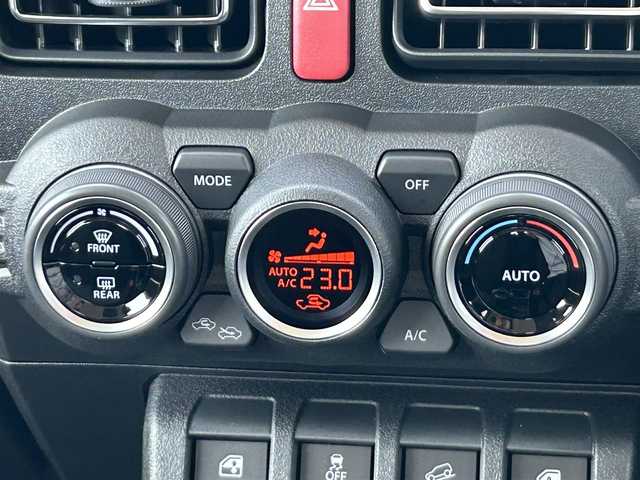 MODE
OFF
FRONT
REAR
AUTO
A/C
23.0
AUTO
A/C
OFF